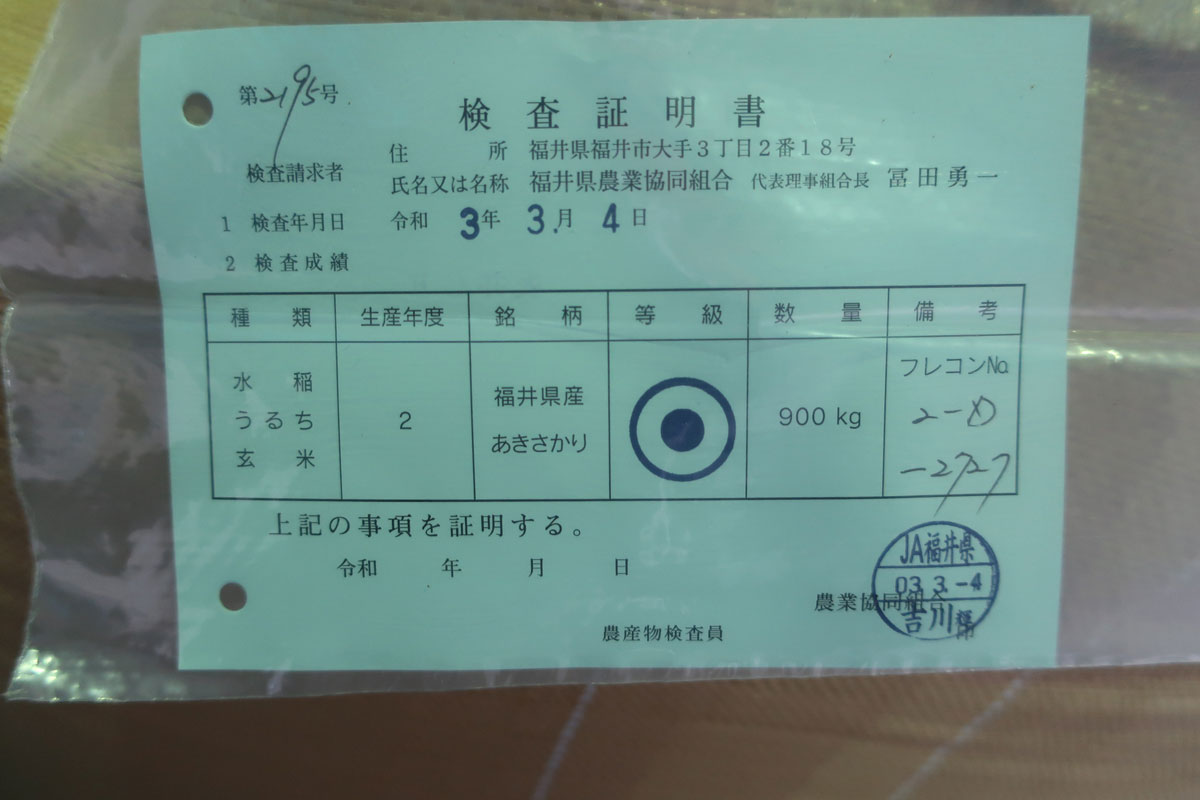 第2195号
検査証明書
検査請求者
住所 福井県福井市大手3丁目2番18号
氏名又は名称 福井県農業協同組合 代表理事組合長 冨田勇一
1 検査年月日 令和 3年 3.月 4日
2 検査成績
種類 生産年度 銘柄 等級 数量 備考
水稲
うるち
玄米
2
福井県産
あきさかり
900 kg
フレコンNo.
-2727
上記の事項を証明する。
令和 年 月 日
JA福井県
03.3.-4
吉川
農業協同組合
農産物検査員